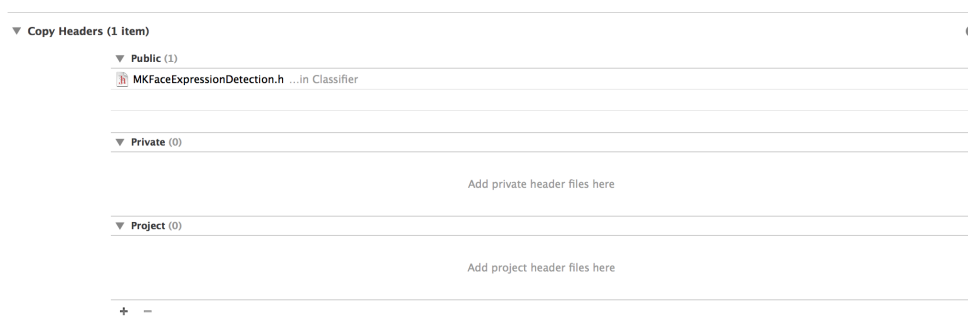 Copy Headers (1 item)
Public (1)
MKFaceExpressionDetection.h ...in Classifier
Private (0)
Add private header files here
Project (0)
Add project header files here
+ −